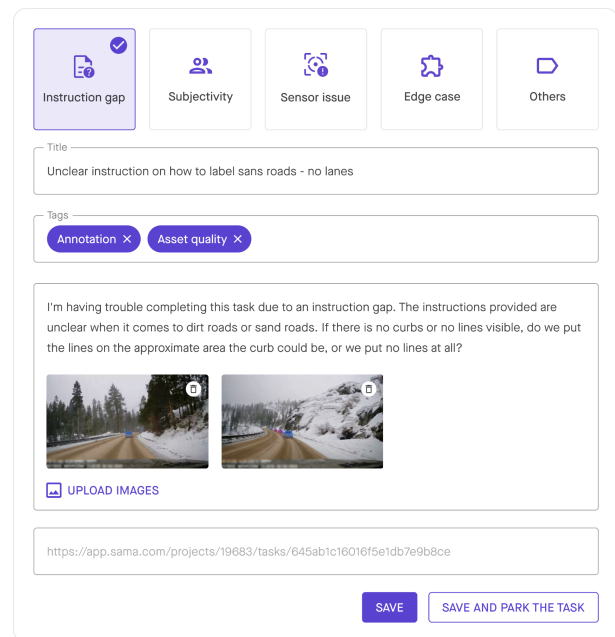 Instruction gap
Subjectivity
Sensor issue
Edge case
Others
Title
Unclear instruction on how to label sans roads - no lanes
Tags
Annotation ×
Asset quality ×
I'm having trouble completing this task due to an instruction gap. The instructions provided are
unclear when it comes to dirt roads or sand roads. If there is no curbs or no lines visible, do we put
the lines on the approximate area the curb could be, or we put no lines at all?
UPLOAD IMAGES
https://app.sama.com/projects/19683/tasks/645ab1c16016f5e1db7e9b8ce
SAVE
SAVE AND PARK THE TASK